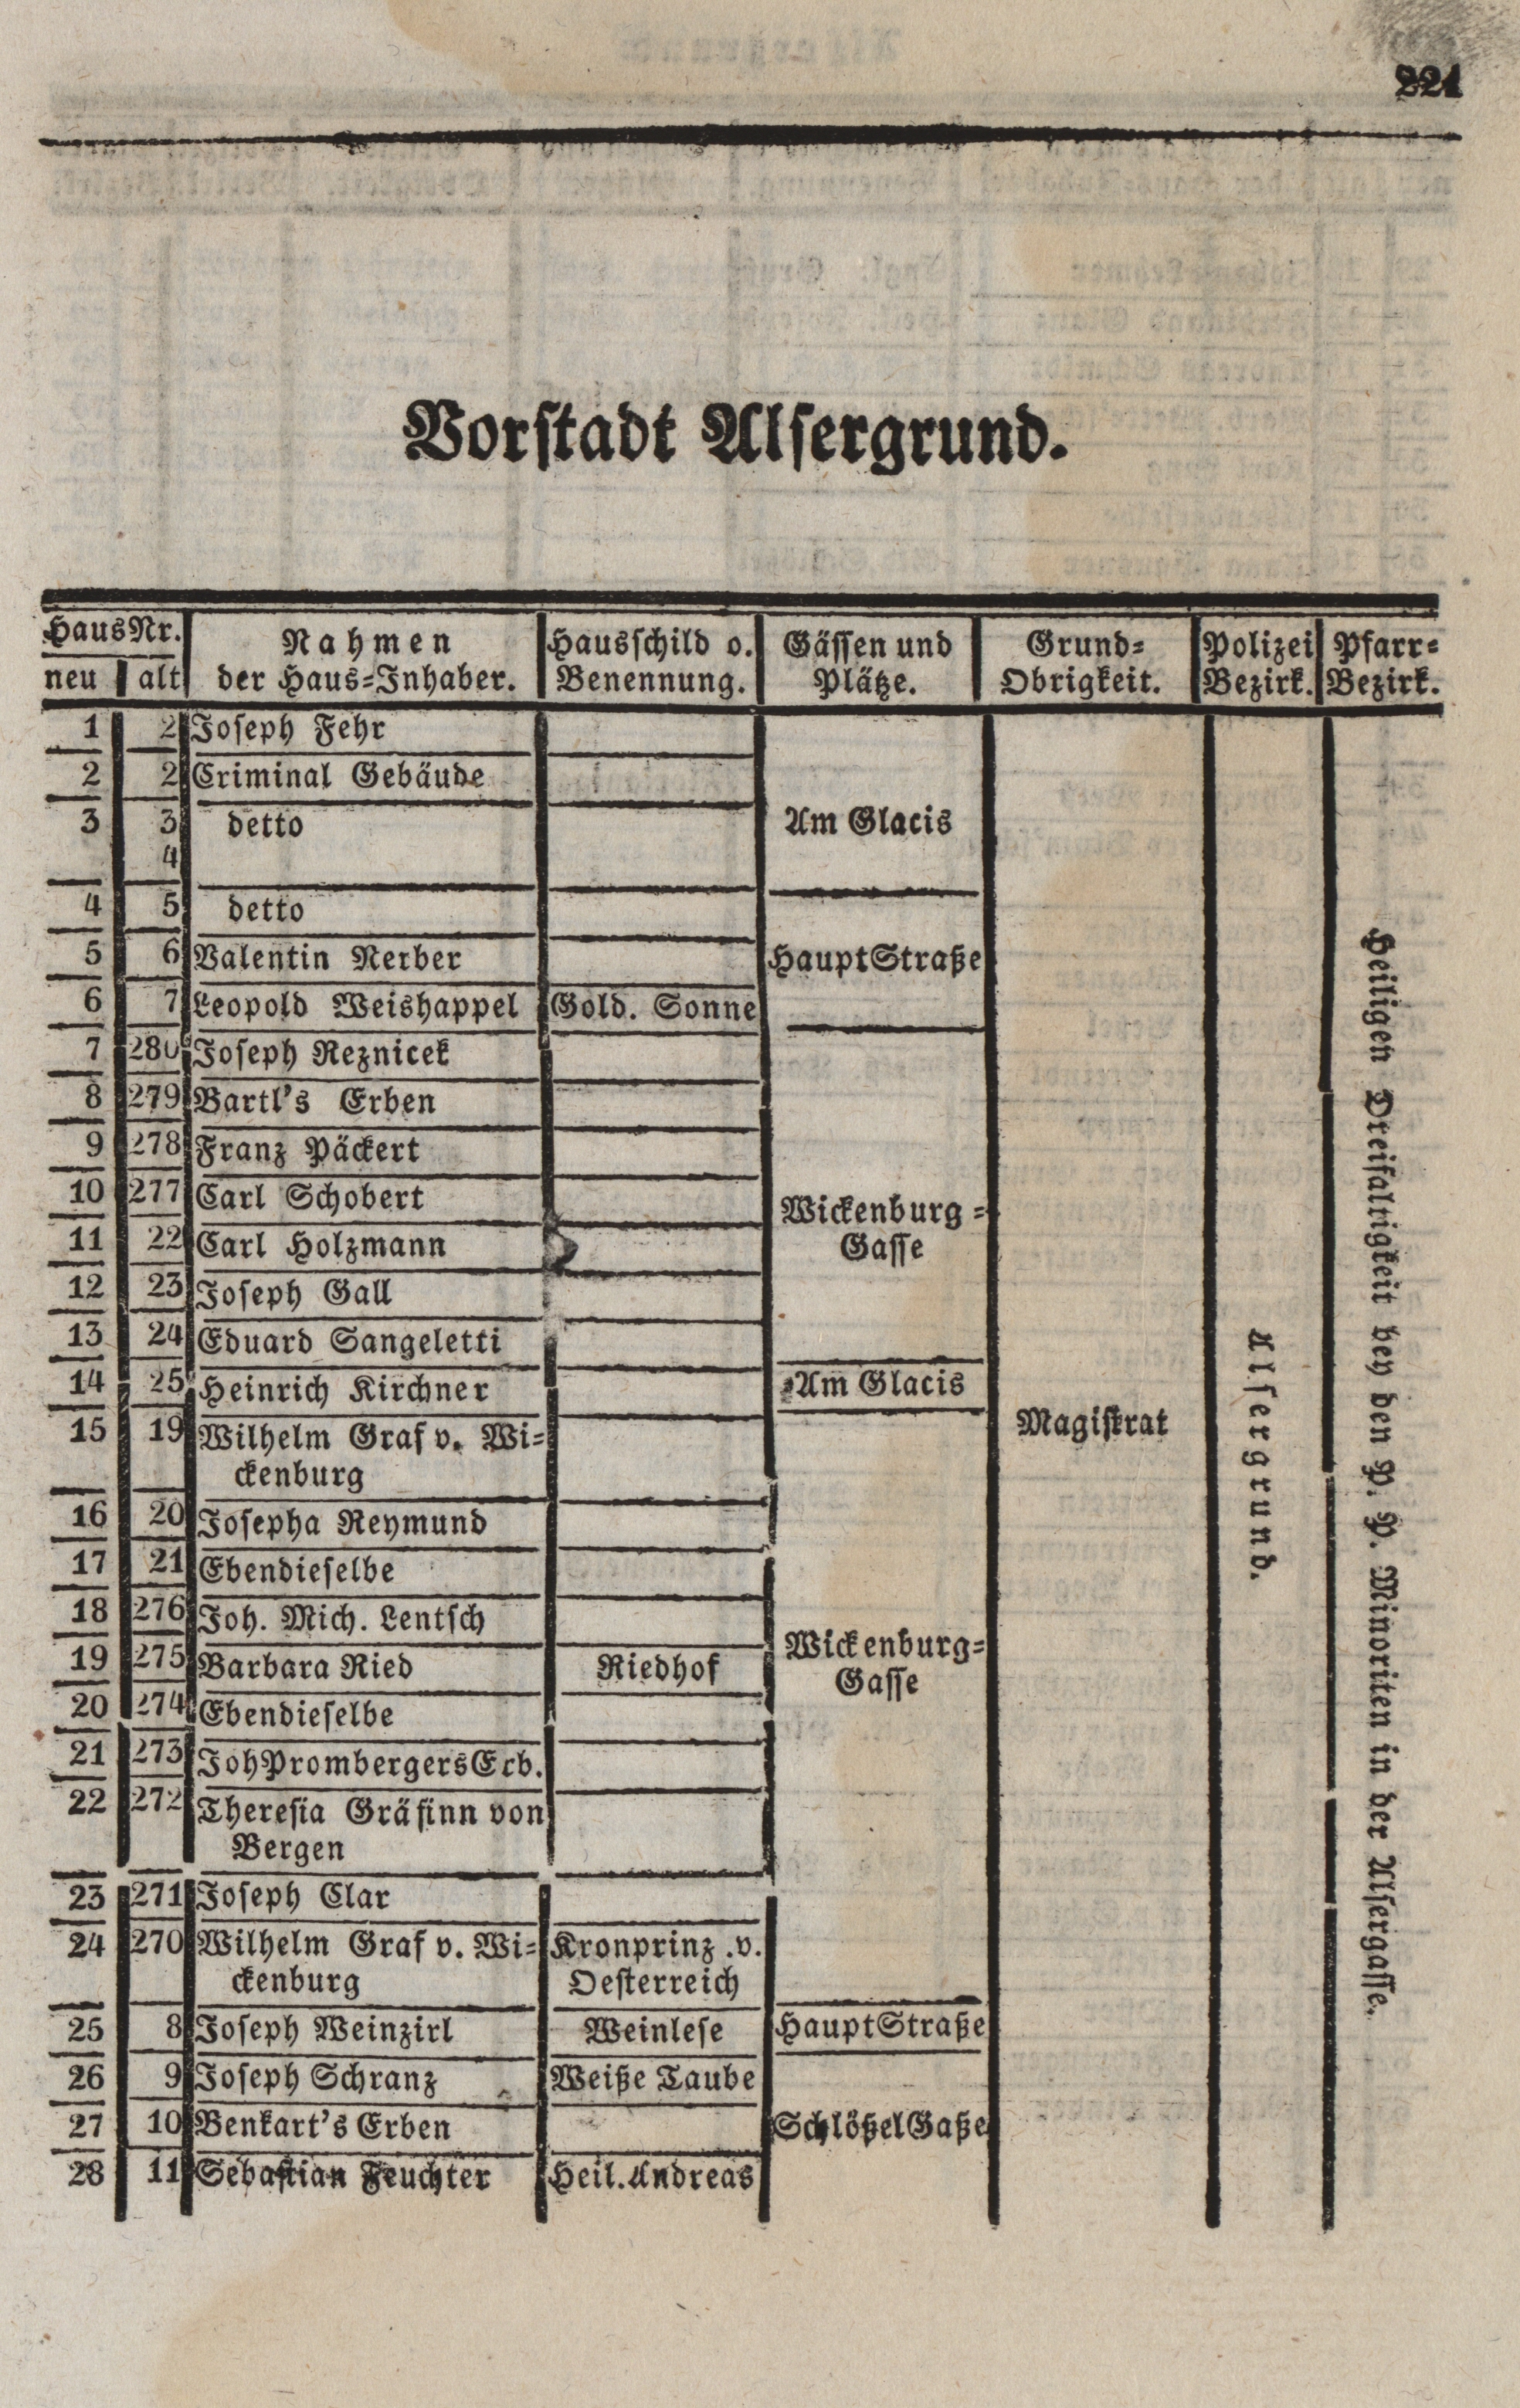 221
Vorstadt Alsergrund.
HausNr. Nahmen Hausschild o. Gässen und Grund= Polizei Pfarr=
neu alt der Haus=Inhaber. Benennung. Plätze. Obrigkeit. Bezirk. Bezirk.
1 2 Joseph Fehr
2 2 Criminal Gebäude
3 3 detto Am Glacis
4
4 5 detto
5 6 Valentin Nerber HauptStraße
6 7 Leopold Weishappel Gold. Sonne
7 280 Joseph Reznicek
8 279 Bartl's Erben
9 278 Franz Päckert
10 277 Carl Schobert Wickenburg=
11 22 Carl Holzmann Gasse
12 23 Joseph Gall
13 24 Eduard Sangeletti
14 25 Heinrich Kirchner Am Glacis
15 19 Wilhelm Graf v. Wi= Magistrat
ckenburg
16 20 Josepha Reymund
17 21 Ebendieselbe
18 276 Joh. Mich. Lentsch
19 275 Barbara Ried Riedhof Wickenburg=
20 274 Ebendieselbe Gasse
21 273 JohPrombergersErb.
22 272 Theresia Gräfinn von
Bergen
23 271 Joseph Clar
24 270 Wilhelm Graf v. Wi= Kronprinz .v.
ckenburg Oesterreich
25 8 Joseph Weinzirl Weinlese HauptStraße
26 9 Joseph Schranz Weiße Taube
27 10 Benkart's Erben SchlößelGaße
28 11 Sebastian Feuchter Heil.Andreas
Alsergrund.
Heiligen Dreifaltigkeit bey den P. P. Minoriten in der Alsergasse.